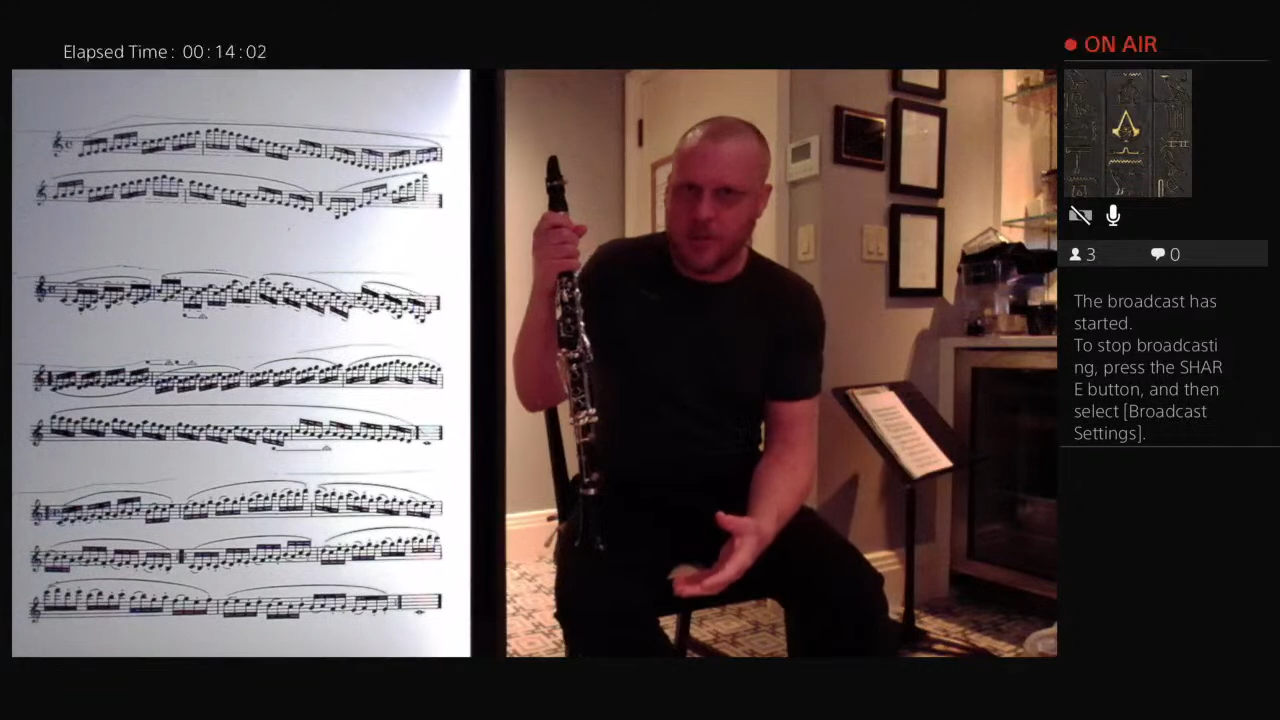 Elapsed Time: 00:14:02
ON AIR
3
0
The broadcast has
started.
To stop broadcasti
ng, press the SHAR
E button, and then
select [Broadcast
Settings].